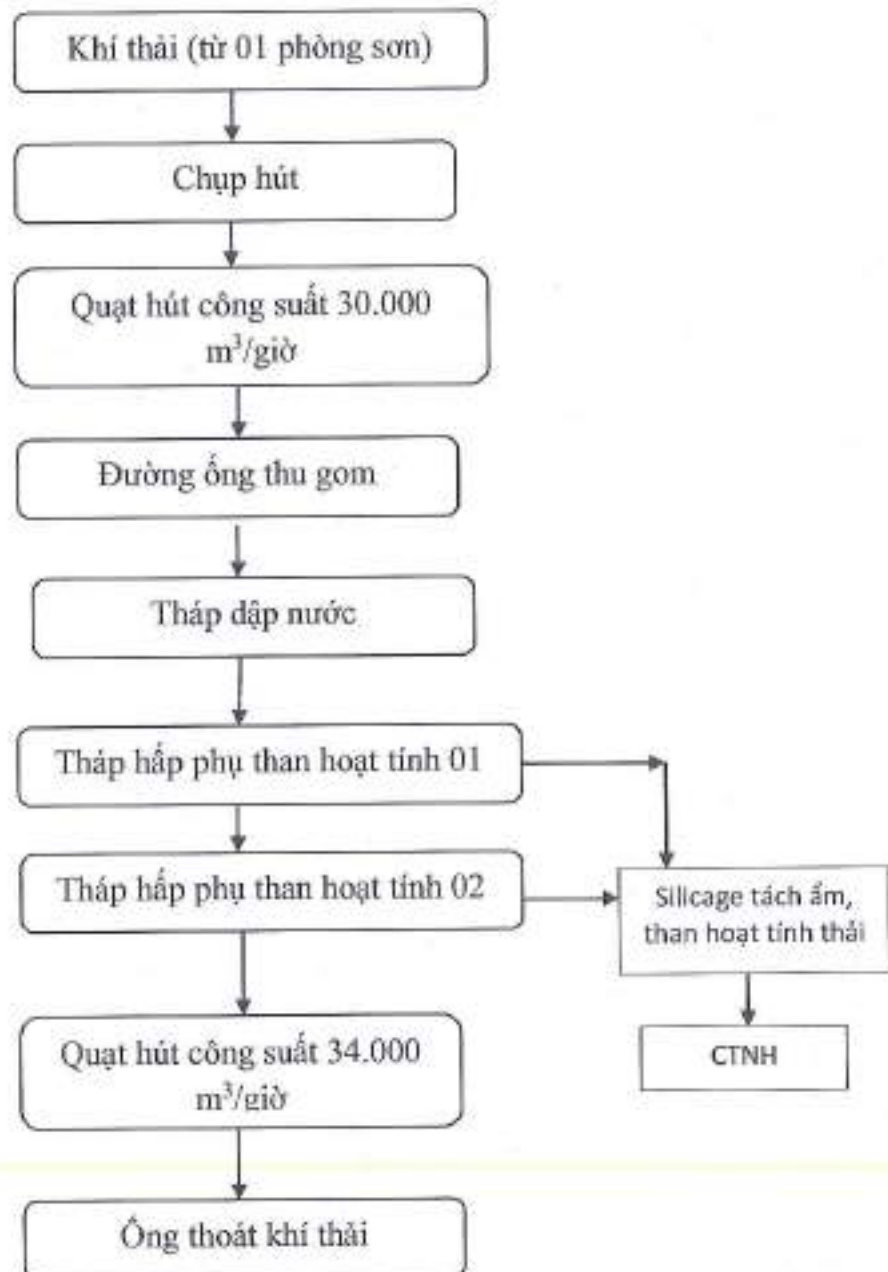 Khí thải (từ 01 phòng sơn)
Chụp hút
Quạt hút công suất 30.000
m³/giờ
Đường ống thu gom
Tháp dập nước
Tháp hấp phụ than hoạt tính 01
Tháp hấp phụ than hoạt tính 02
Silicage tách ẩm,
than hoạt tính thải
Quạt hút công suất 34.000
m³/giờ
CTNH
Ống thoát khí thải